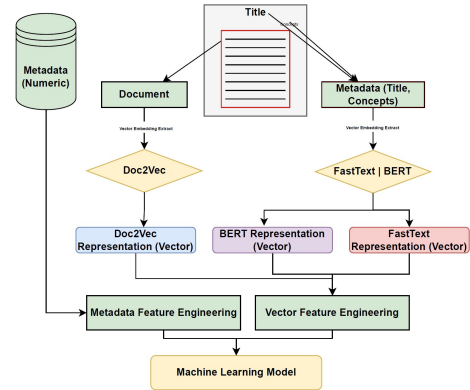 Title
Concepts
Metadata
(Numeric)
Document
Metadata (Title,
Concepts)
Vector Embedding Extract
Vector Embedding Extract
Doc2Vec
FastText | BERT
Doc2Vec
Representation (Vector)
BERT Representation
(Vector)
FastText
Representation (Vector)
Metadata Feature Engineering
Vector Feature Engineering
Machine Learning Model